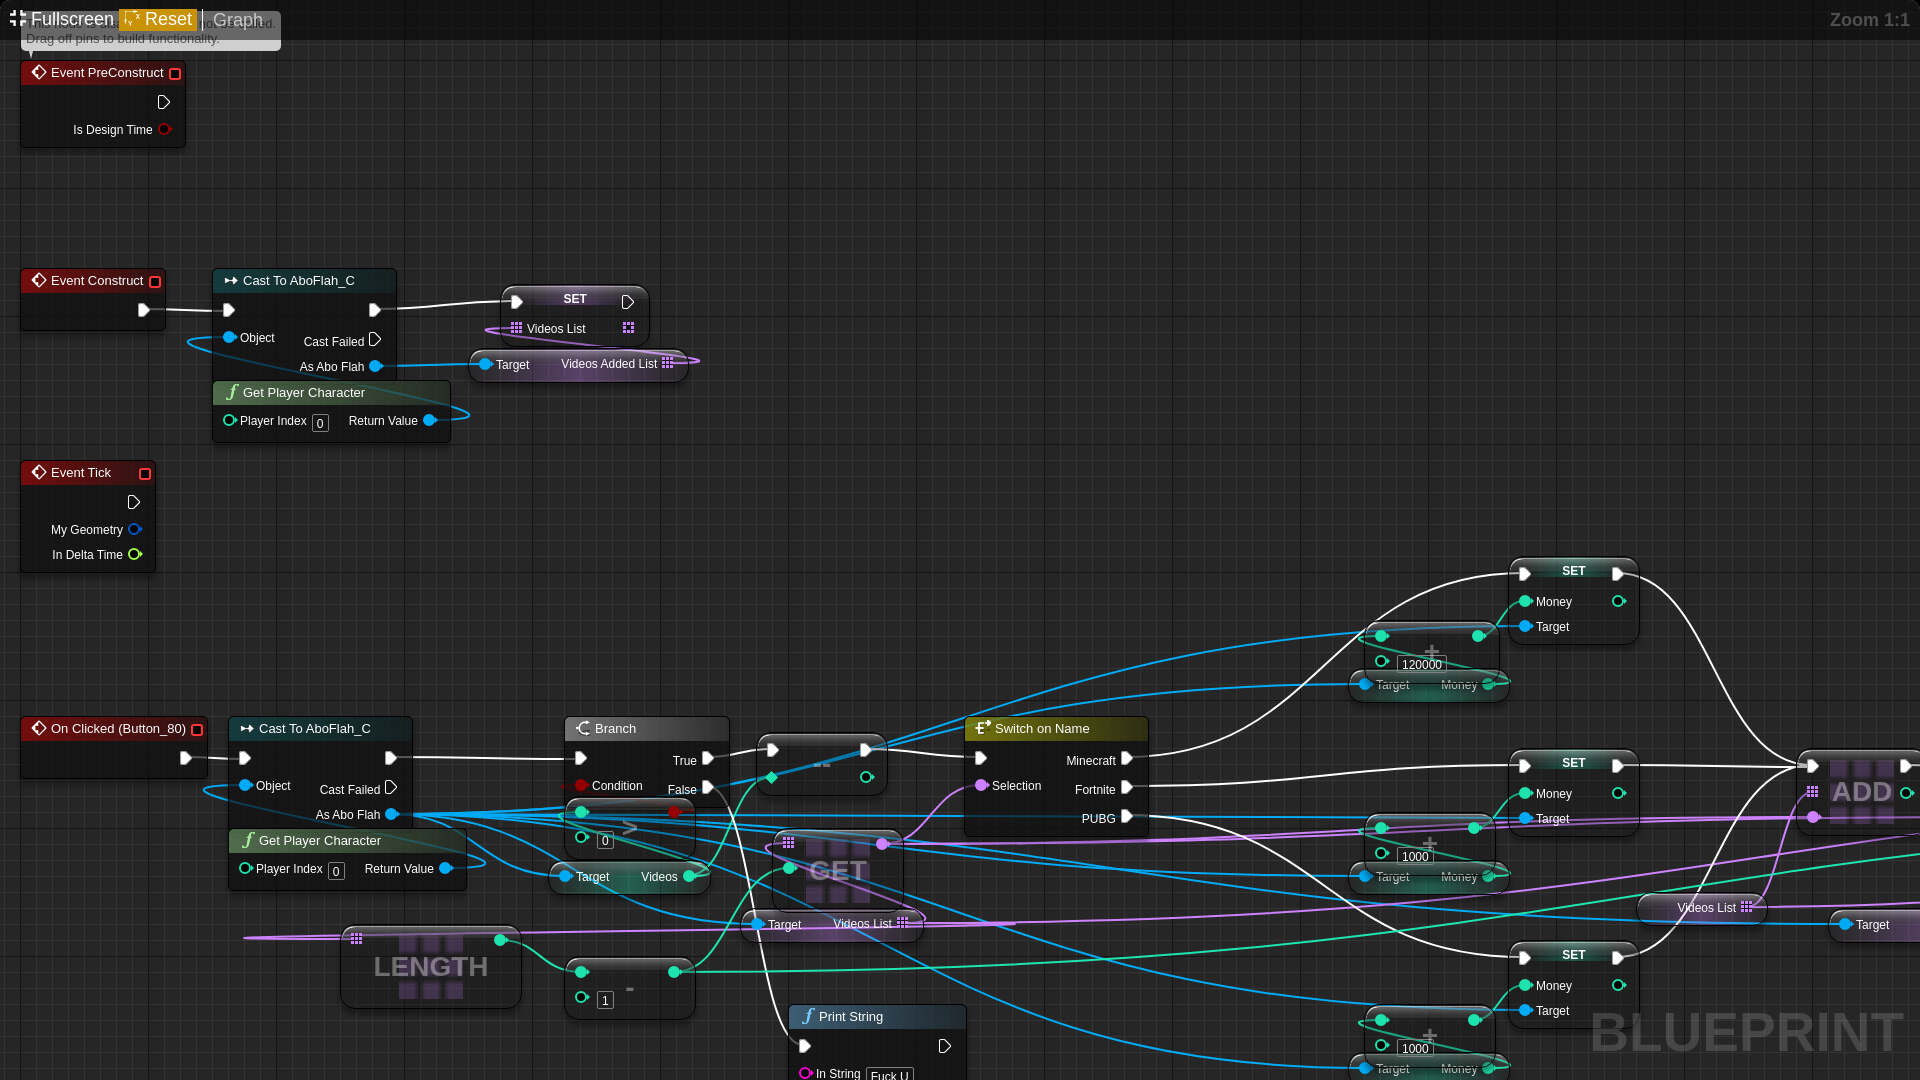 Fullscreen
Reset
Graph
Zoom 1:1
Drag off pins to build functionality.
Event PreConstruct
Is Design Time
Event Construct
Cast To AboFlah_C
Object
Cast Failed
As Abo Flah
SET
Videos List
Target
Videos Added List
Get Player Character
Player Index
0
Return Value
Event Tick
My Geometry
In Delta Time
On Clicked (Button_80)
Cast To AboFlah_C
Object
Cast Failed
As Abo Flah
Get Player Character
Player Index
0
Return Value
Branch
True
Condition
False
>
0
Target
Videos
--
GET
Target
Videos List
LENGTH
-
1
Print String
In String
Fuck U
Switch on Name
Minecraft
Selection
Fortnite
PUBG
SET
Money
Target
+
120000
Target
Money
SET
Money
Target
+
1000
Target
Money
SET
Money
Target
+
1000
Target
Money
ADD
Videos List
Target
BLUEPRINT